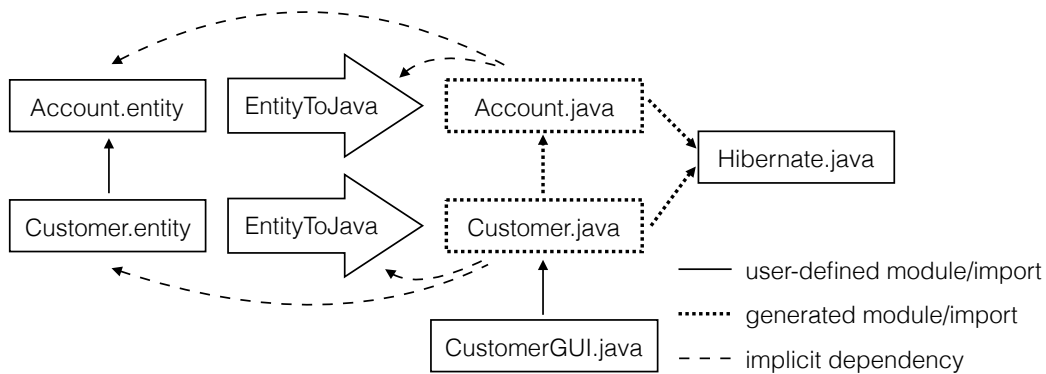 Account.entity
EntityToJava
Account.java
Hibernate.java
Customer.entity
EntityToJava
Customer.java
CustomerGUI.java
user-defined module/import
generated module/import
implicit dependency